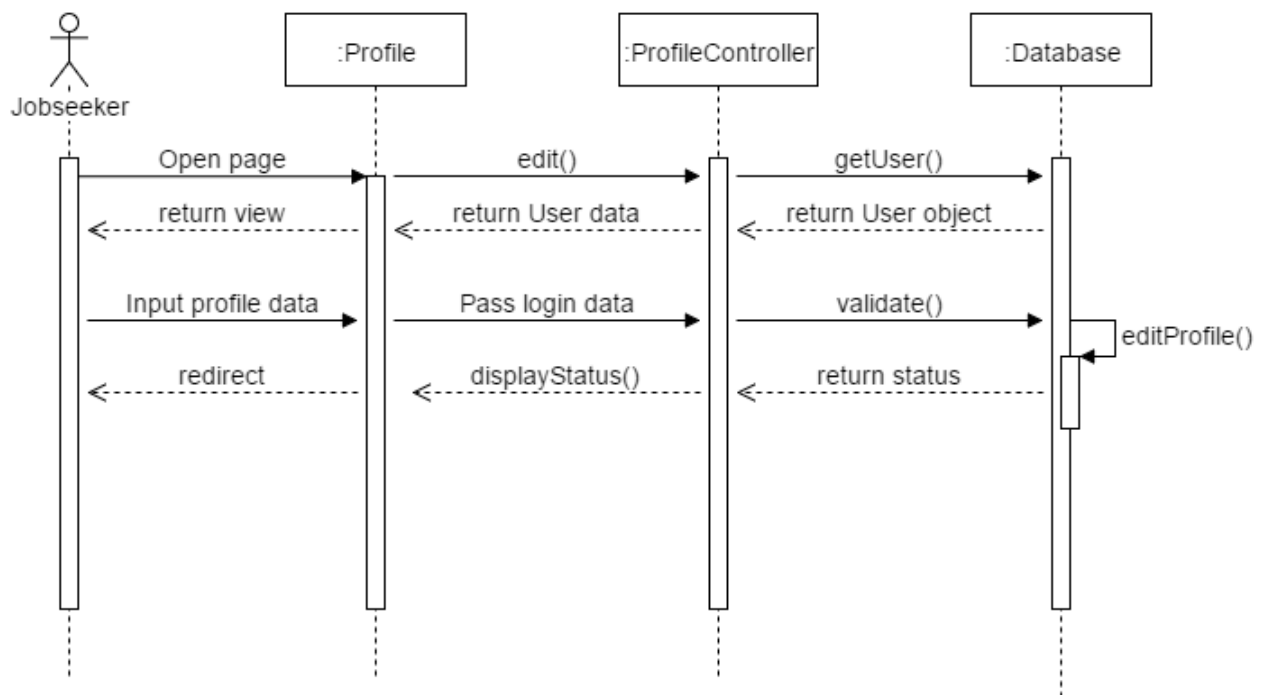 :Profile
:ProfileController
:Database
Jobseeker
Open page
edit()
getUser()
return view
return User data
return User object
Input profile data
Pass login data
validate()
editProfile()
redirect
displayStatus()
return status